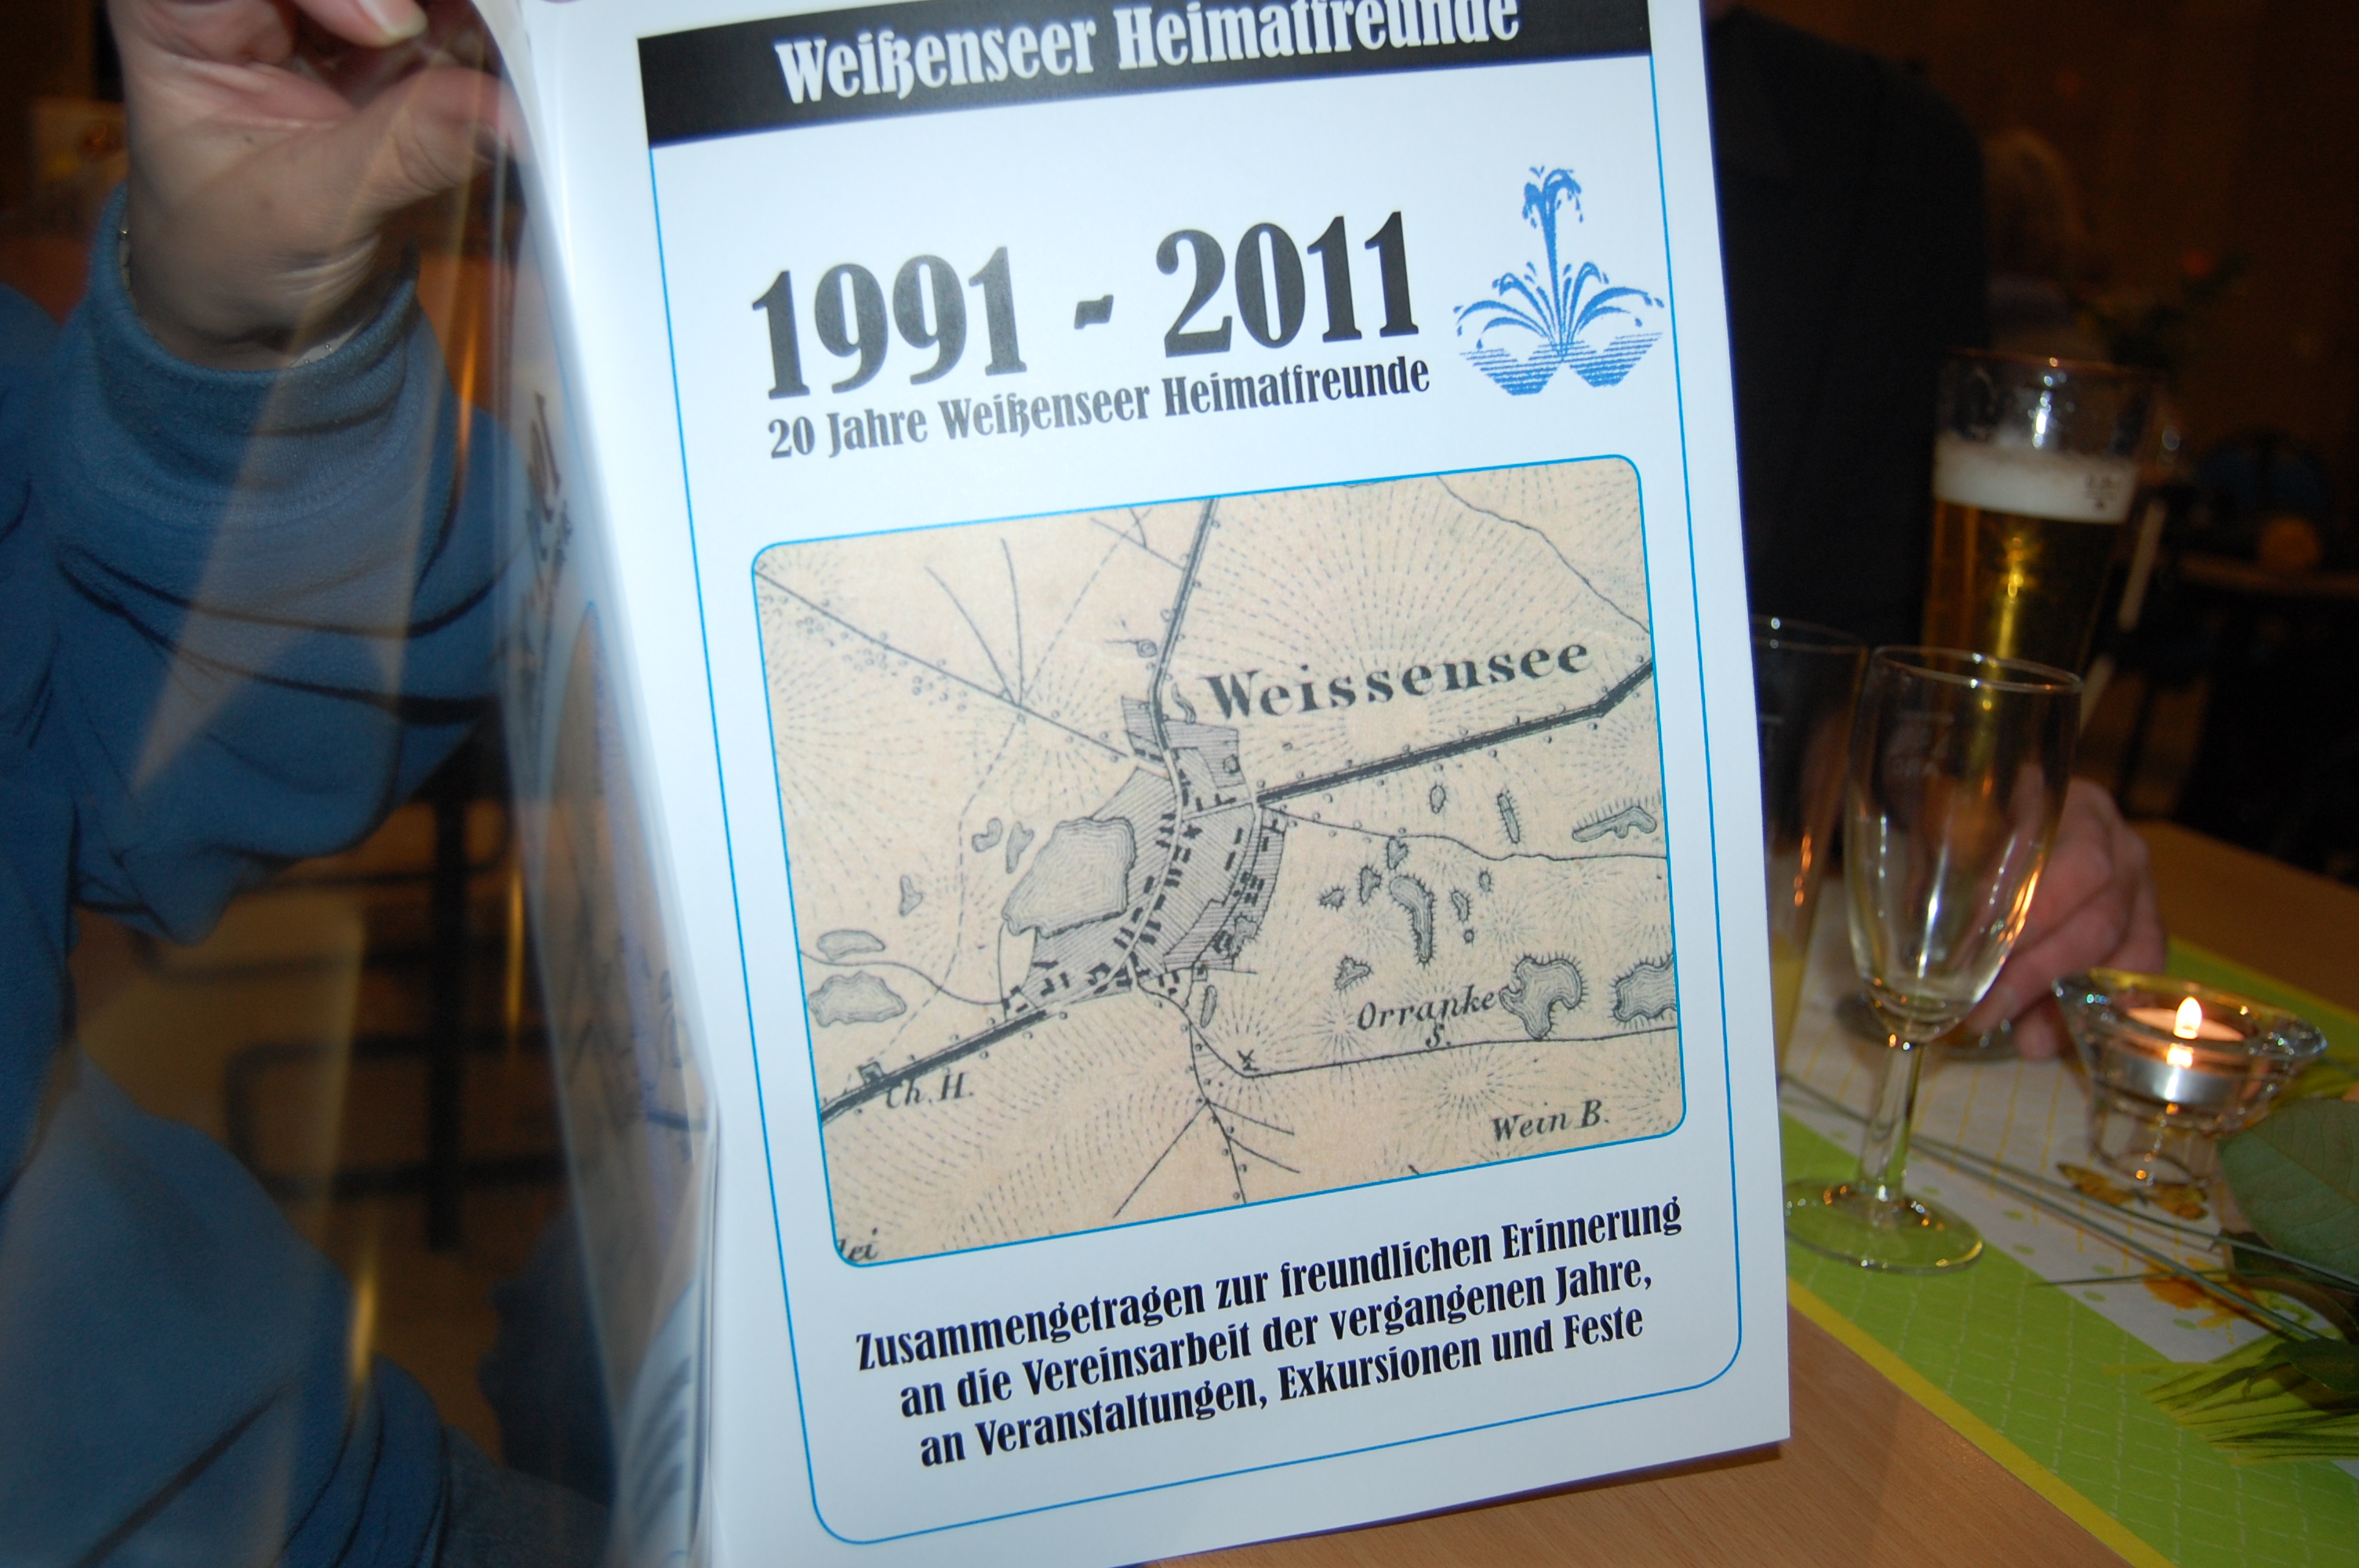 Weißenseer Heimatfreunde
1991 - 2011
20 Jahre Weißenseer Heimatfreunde
Weissensee
Orranke
S.
Ch. H.
Wein B.
lei
Zusammengetragen zur freundlichen Erinnerung
an die Vereinsarbeit der vergangenen Jahre,
an Veranstaltungen, Exkursionen und Feste